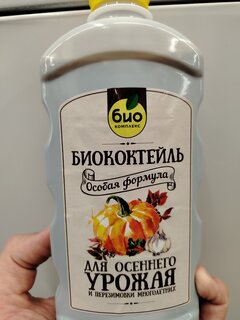 био
КОМПЛЕКС
БИОКОКТЕЙЛЬ
Особая формула
ДЛЯ ОСЕННЕГО
УРОЖАЯ
И ПЕРЕЗИМОВКИ МНОГОЛЕТНИХ